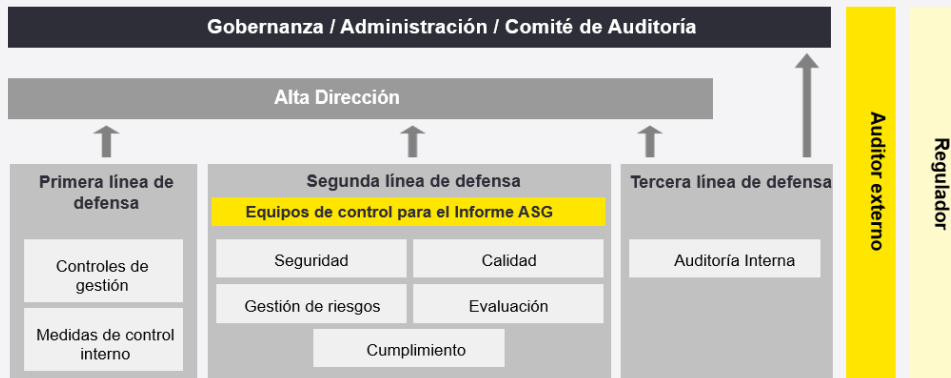 Gobernanza / Administración / Comité de Auditoría
Alta Dirección
Primera línea de
defensa
Controles de
gestión
Medidas de control
interno
Segunda línea de defensa
Equipos de control para el Informe ASG
Seguridad
Calidad
Gestión de riesgos
Evaluación
Cumplimiento
Tercera línea de defensa
Auditoría Interna
Auditor externo
Regulador